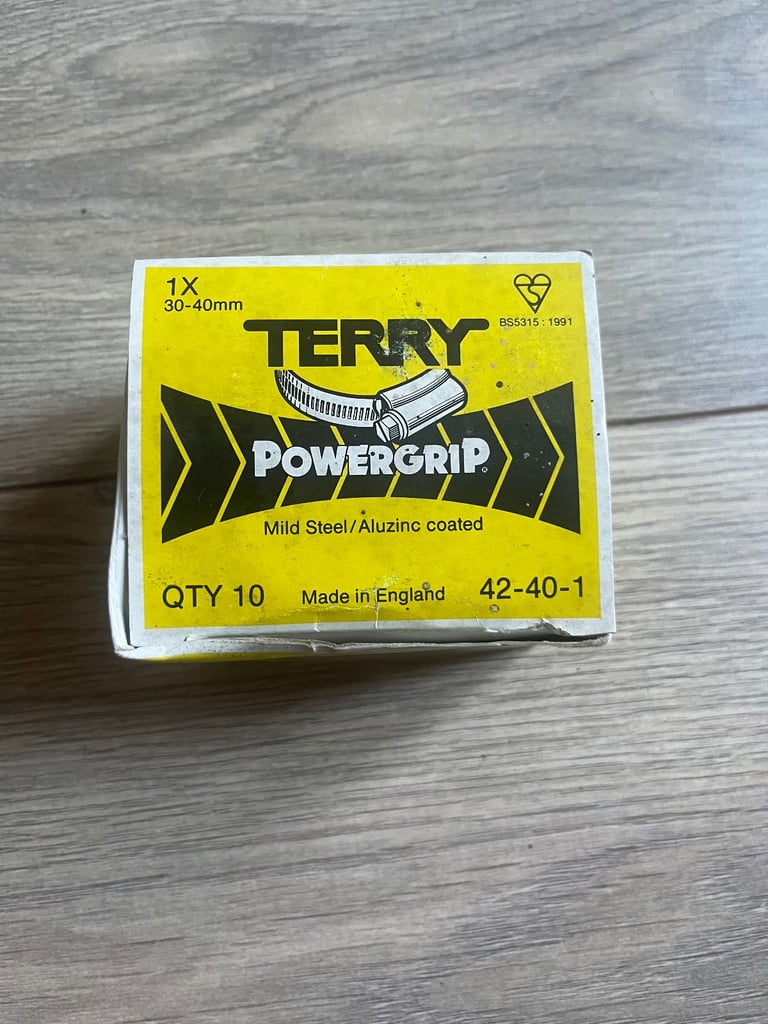 1X
30-40mm
BS5315 : 1991
TERRY
POWERGRIP®
Mild Steel/Aluzinc coated
QTY 10
Made in England
42-40-1